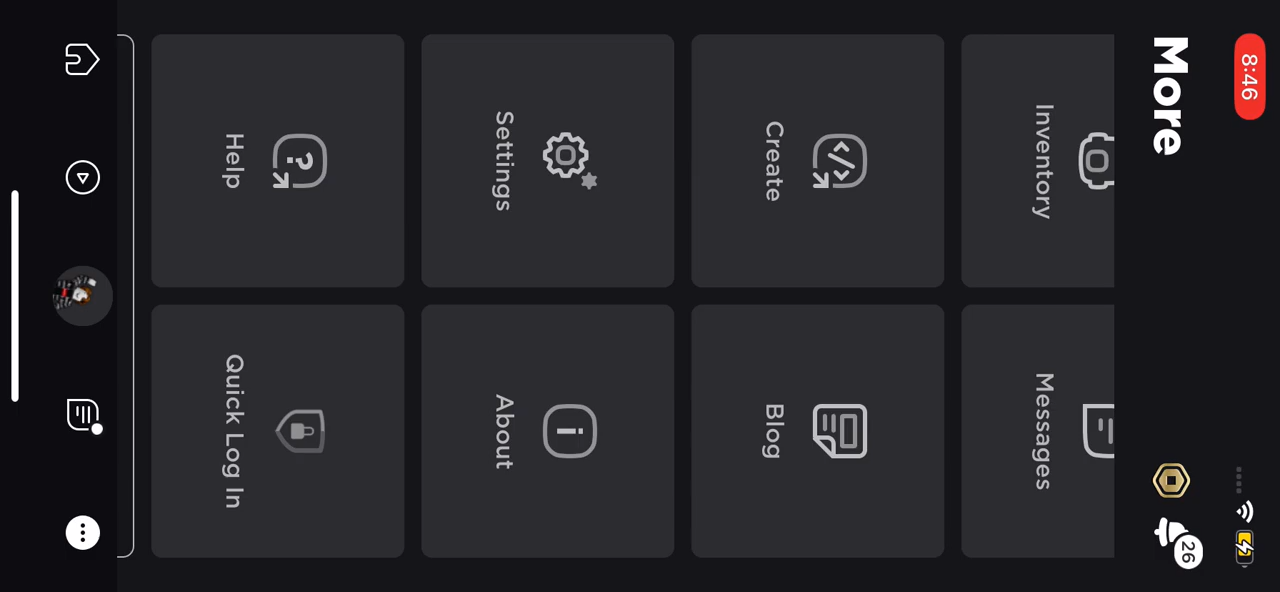 8:46
More
26
Inventory
Messages
Create
Blog
Settings
About
Help
Quick Log In